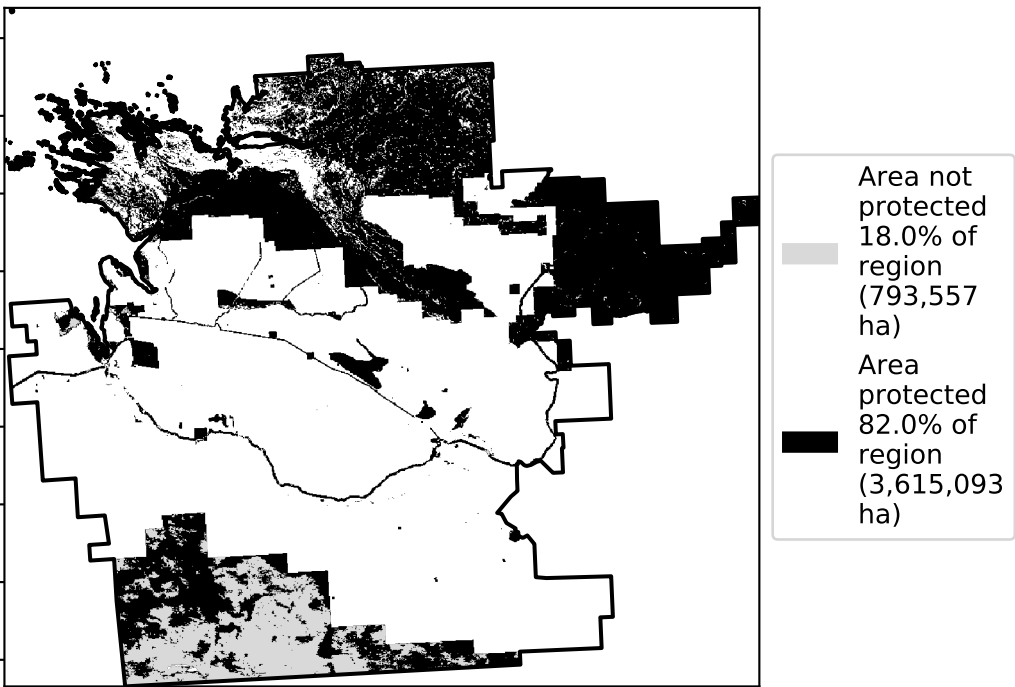 Area not
protected
18.0% of
region
(793,557
ha)
Area
protected
82.0% of
region
(3,615,093
ha)